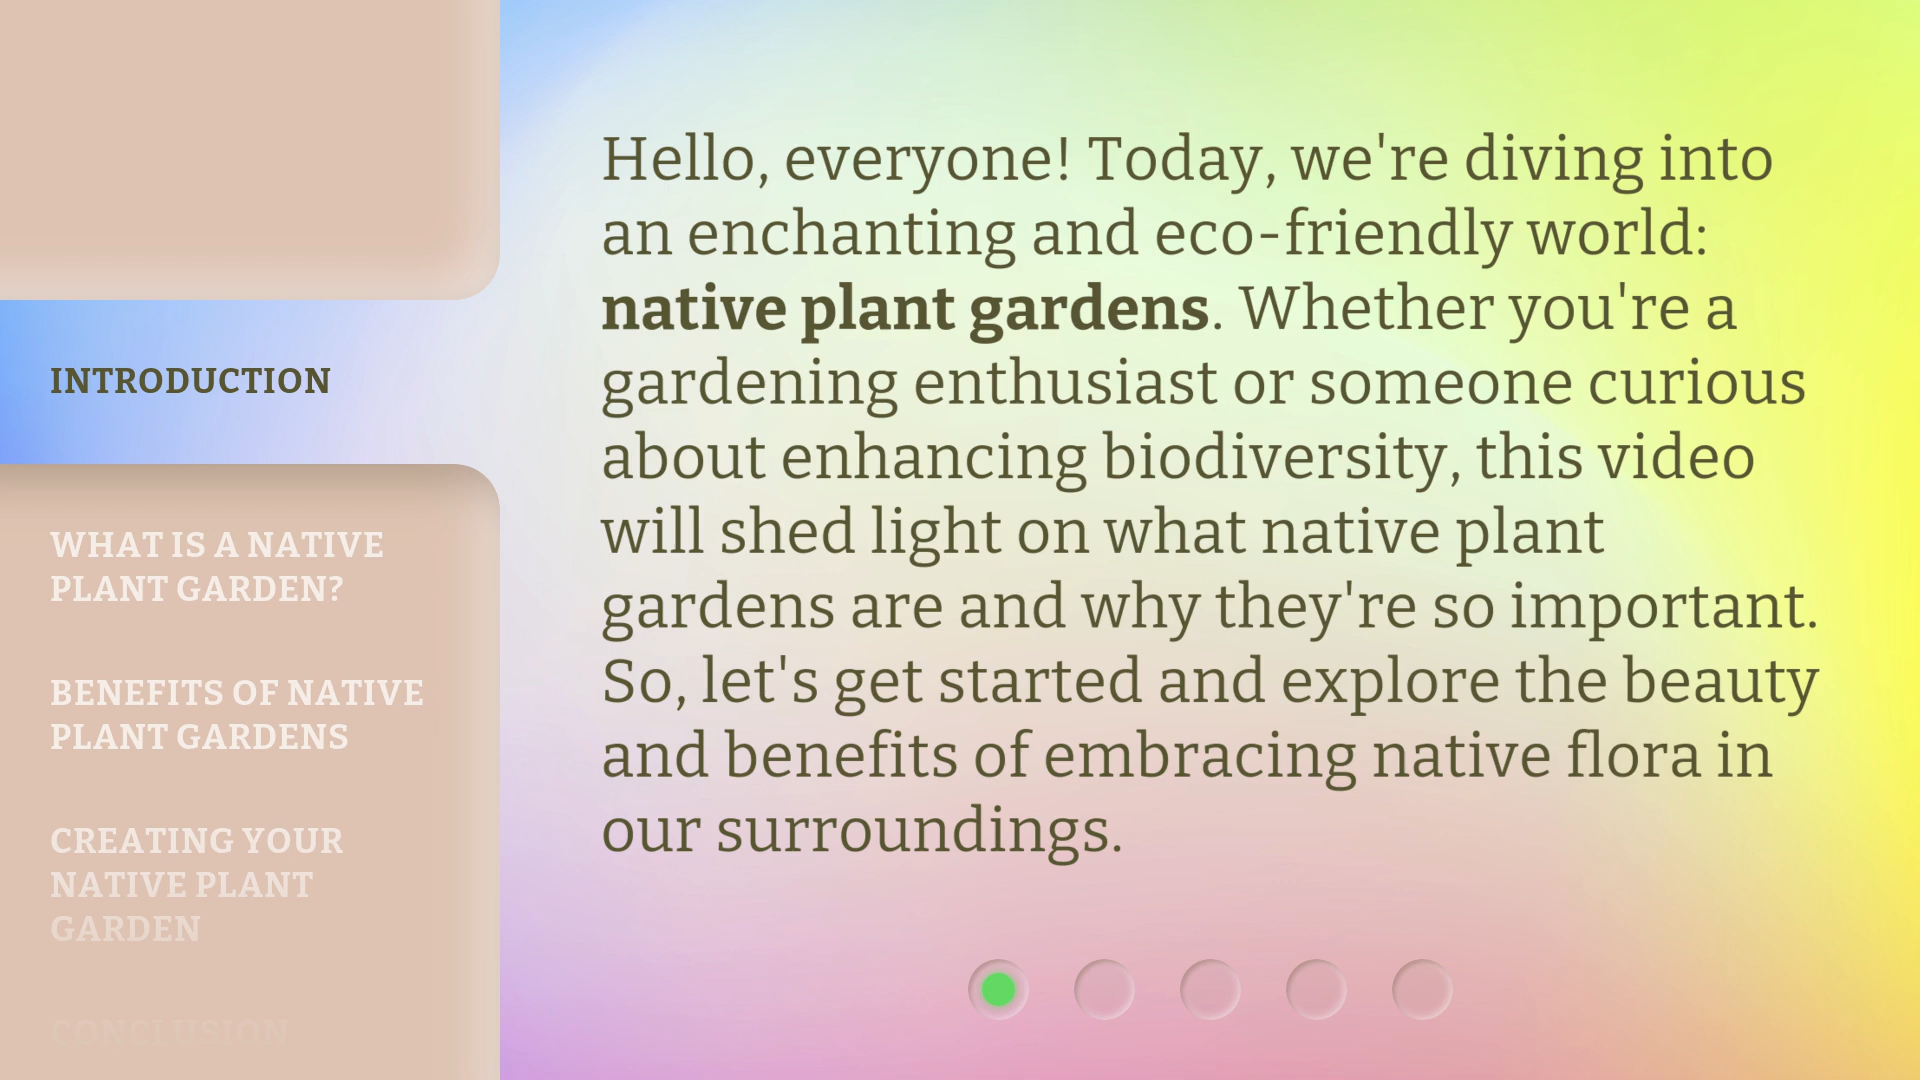 INTRODUCTION
WHAT IS A NATIVE
PLANT GARDEN?
BENEFITS OF NATIVE
PLANT GARDENS
CREATING YOUR
NATIVE PLANT
GARDEN
CONCLUSION
Hello, everyone! Today, we're diving into
an enchanting and eco-friendly world:
native plant gardens. Whether you're a
gardening enthusiast or someone curious
about enhancing biodiversity, this video
will shed light on what native plant
gardens are and why they're so important.
So, let's get started and explore the beauty
and benefits of embracing native flora in
our surroundings.